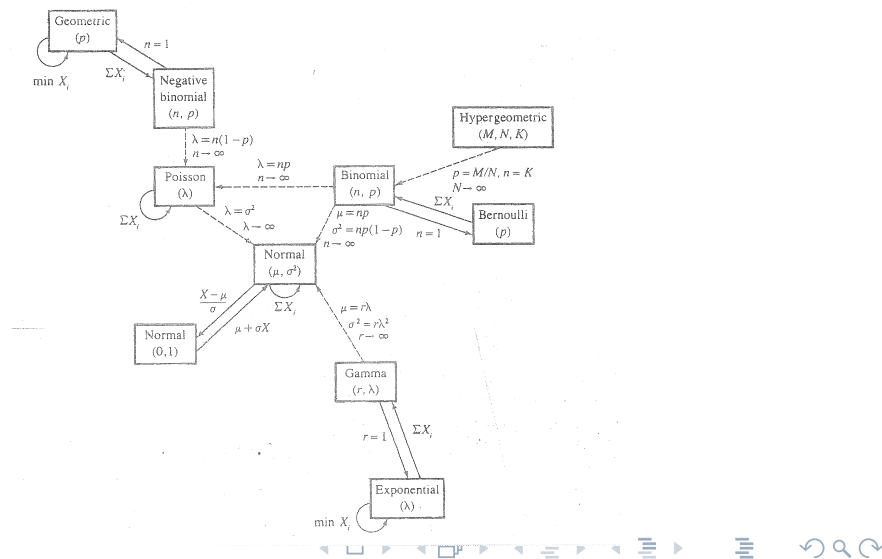 Geometric
(p)
n = 1
min X_i
ΣX_i
Negative
binomial
(n, p)
λ = n(1 − p)
n → ∞
Hypergeometric
(M, N, K)
p = M/N, n = K
N → ∞
Poisson
(λ)
ΣX_i
λ = np
n → ∞
Binomial
(n, p)
ΣX_i
n = 1
Bernoulli
(p)
λ = σ²
λ → ∞
μ = np
σ² = np(1 − p)
n → ∞
Normal
(μ, σ²)
ΣX_i
X − μ
σ
μ + σX
Normal
(0,1)
μ = rλ
σ² = rλ²
r → ∞
Gamma
(r, λ)
r = 1
ΣX_i
Exponential
(λ)
min X_i